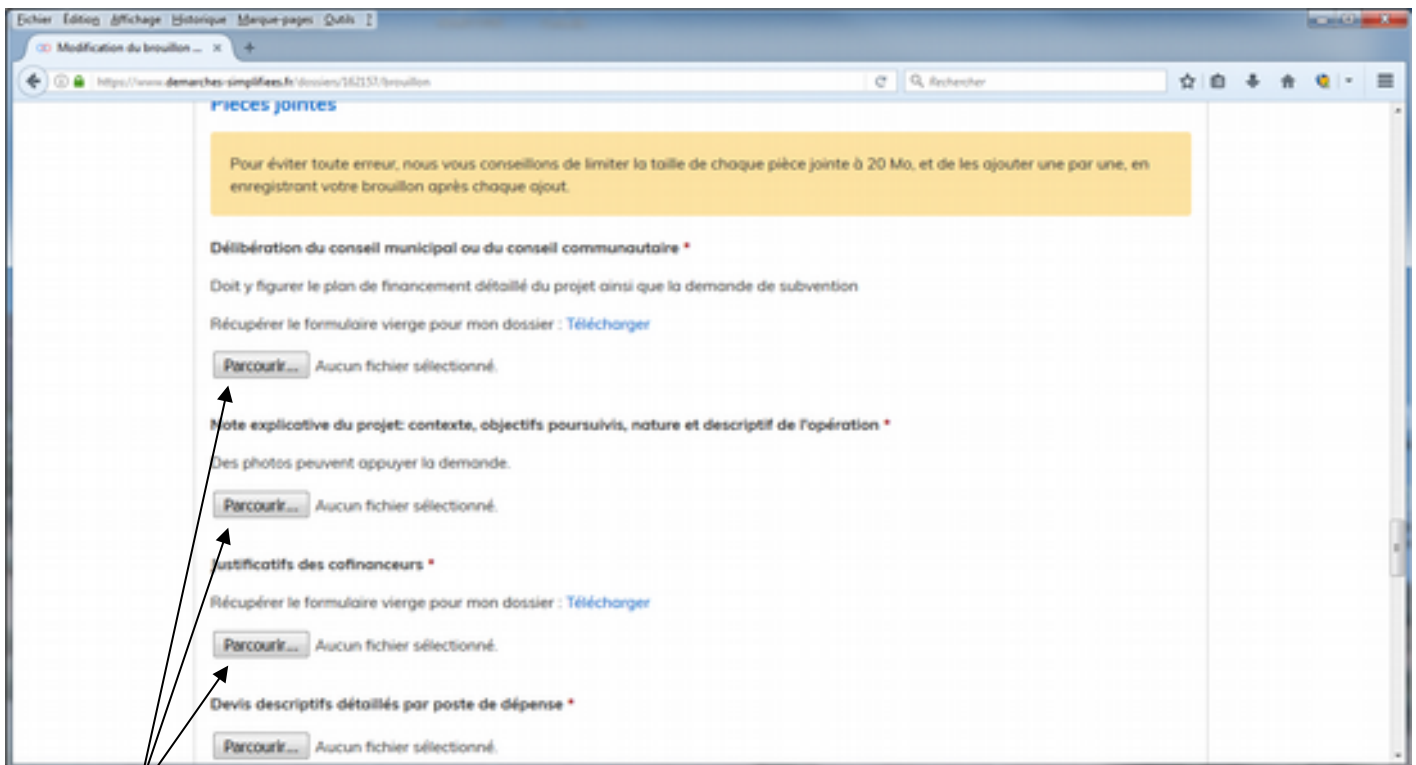 Fichier Édition Affichage Historique Marque-pages Outils ?
Modification du brouillon ... × +
https://www.demarches-simplifiees.fr/dossiers/162157/brouillon Rechercher
Pièces jointes
Pour éviter toute erreur, nous vous conseillons de limiter la taille de chaque pièce jointe à 20 Mo, et de les ajouter une par une, en
enregistrant votre brouillon après chaque ajout.
Délibération du conseil municipal ou du conseil communautaire *
Doit y figurer le plan de financement détaillé du projet ainsi que la demande de subvention
Récupérer le formulaire vierge pour mon dossier : Télécharger
Parcourir... Aucun fichier sélectionné.
Note explicative du projet: contexte, objectifs poursuivis, nature et descriptif de l'opération *
Des photos peuvent appuyer la demande.
Parcourir... Aucun fichier sélectionné.
Justificatifs des cofinanceurs *
Récupérer le formulaire vierge pour mon dossier : Télécharger
Parcourir... Aucun fichier sélectionné.
Devis descriptifs détaillés par poste de dépense *
Parcourir... Aucun fichier sélectionné.